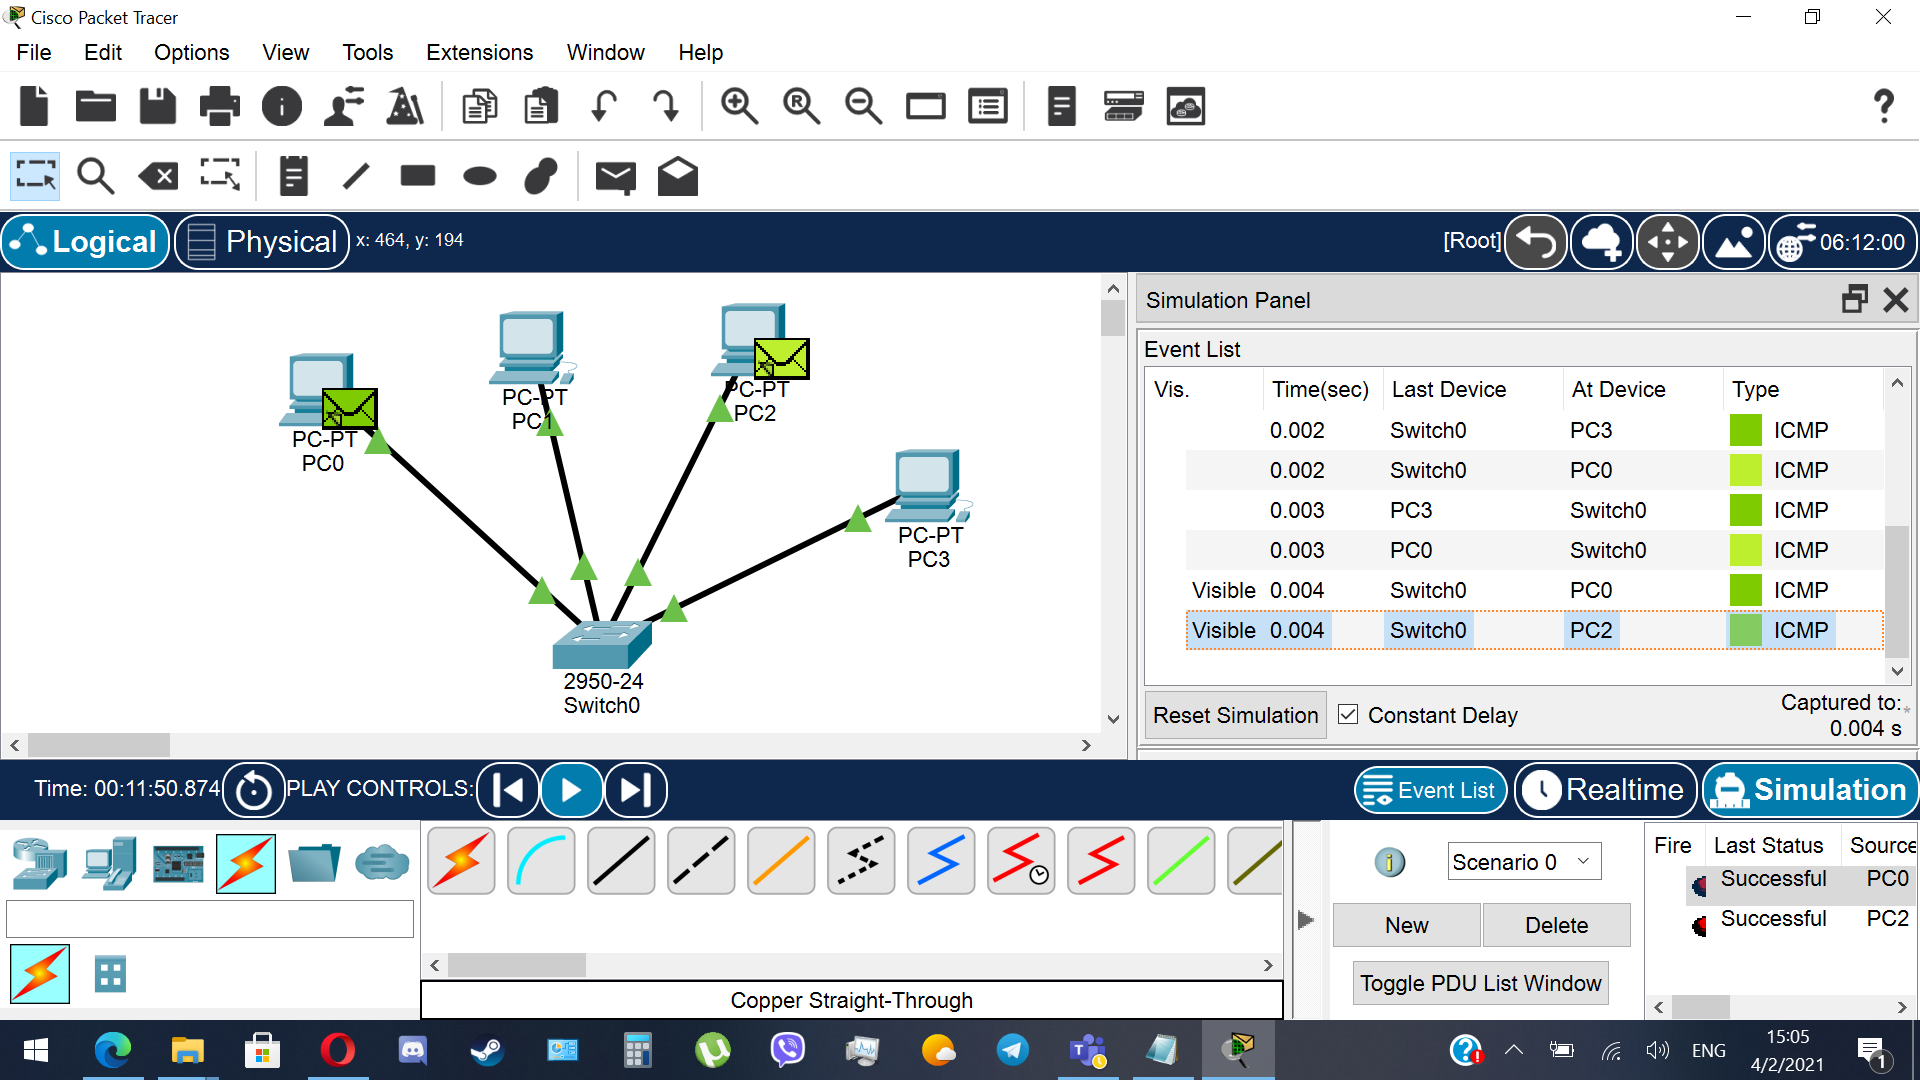 Cisco Packet Tracer
File Edit Options View Tools Extensions Window Help
Logical Physical x: 464, y: 194 [Root] 06:12:00
PC-PT
PC0
PC-PT
PC1
PC-PT
PC2
PC-PT
PC3
2950-24
Switch0
Simulation Panel
Event List
Vis. Time(sec) Last Device At Device Type
0.002 Switch0 PC3 ICMP
0.002 Switch0 PC0 ICMP
0.003 PC3 Switch0 ICMP
0.003 PC0 Switch0 ICMP
Visible 0.004 Switch0 PC0 ICMP
Visible 0.004 Switch0 PC2 ICMP
Reset Simulation Constant Delay Captured to:*
0.004 s
Time: 00:11:50.874 PLAY CONTROLS: Event List Realtime Simulation
Scenario 0
New Delete
Toggle PDU List Window
Fire Last Status Source
Successful PC0
Successful PC2
Copper Straight-Through
ENG
15:05
4/2/2021
1